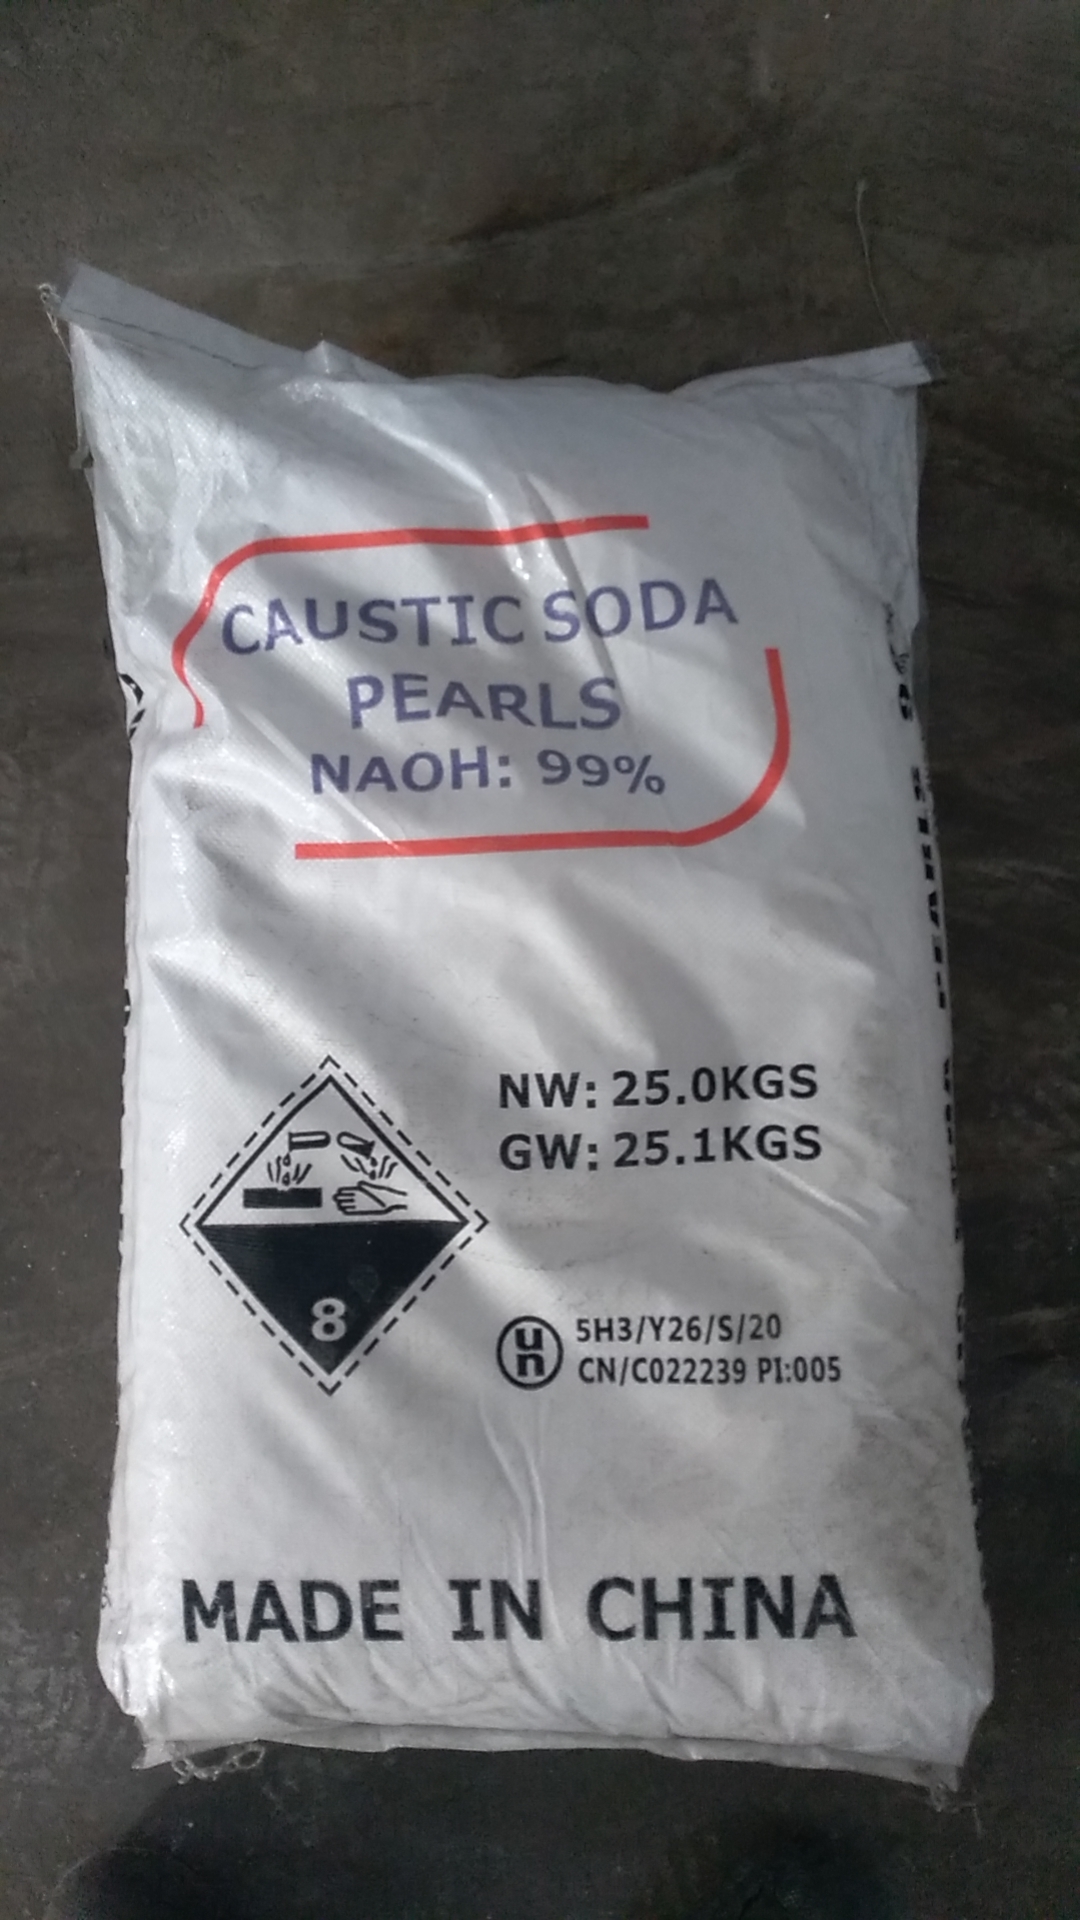 CAUSTIC SODA
PEARLS
NAOH: 99%
NW: 25.0KGS
GW: 25.1KGS
8
un
5H3/Y26/S/20
CN/C022239 PI:005
MADE IN CHINA